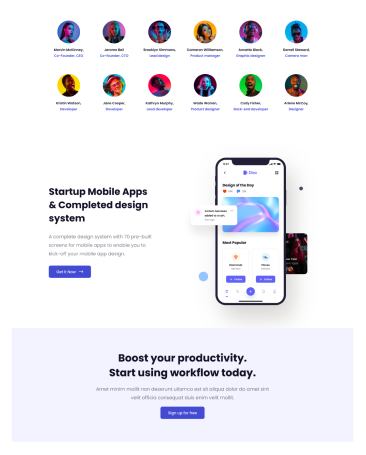 Marvin McKinney, Jerome Bell Brooklyn Simmons, Cameron Williamson, Annette Black, Darrell Steward,
Co-Founder, CEO Co-Founder, CTO Lead design Product manager Graphic designer Camera man
Kristin Watson, Jane Cooper, Kathryn Murphy, Wade Warren, Cody Fisher, Arlene McCoy,
Developer Developer Lead developer Product designer Back-end developer Designer
Startup Mobile Apps
& Completed design
system
A complete design system with 70 pre-built
screens for mobile apps to enable you to
kick-off your mobile app design.
Get it Now →
Design of the Day
Most Popular
Diamonds
+ Follow + Follow
Boost your productivity.
Start using workflow today.
Amet minim mollit non deserunt ullamco est sit aliqua dolor do amet sint
velit officia consequat duis enim velit mollit.
Sign up for free